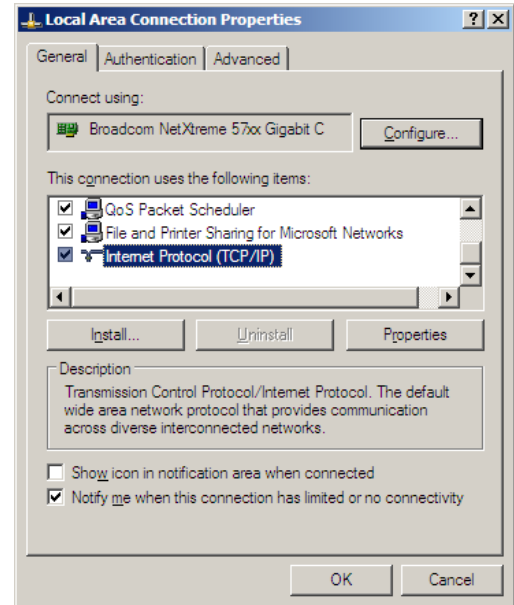 Local Area Connection Properties
General Authentication Advanced
Connect using:
Broadcom NetXtreme 57xx Gigabit C Configure...
This connection uses the following items:
QoS Packet Scheduler
File and Printer Sharing for Microsoft Networks
Internet Protocol (TCP/IP)
Install... Uninstall Properties
Description
Transmission Control Protocol/Internet Protocol. The default
wide area network protocol that provides communication
across diverse interconnected networks.
Show icon in notification area when connected
Notify me when this connection has limited or no connectivity
OK Cancel